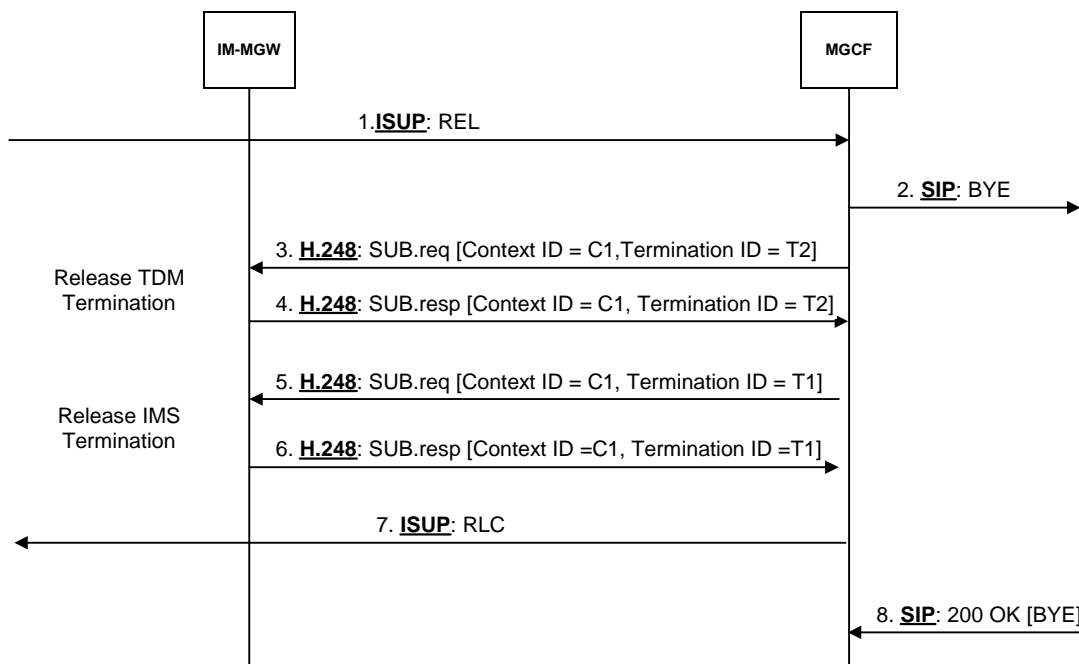 IM-MGW
MGCF
1.ISUP: REL
2. SIP: BYE
3. H.248: SUB.req [Context ID = C1,Termination ID = T2]
Release TDM
Termination
4. H.248: SUB.resp [Context ID = C1, Termination ID = T2]
5. H.248: SUB.req [Context ID = C1, Termination ID = T1]
Release IMS
Termination
6. H.248: SUB.resp [Context ID =C1, Termination ID =T1]
7. ISUP: RLC
8. SIP: 200 OK [BYE]